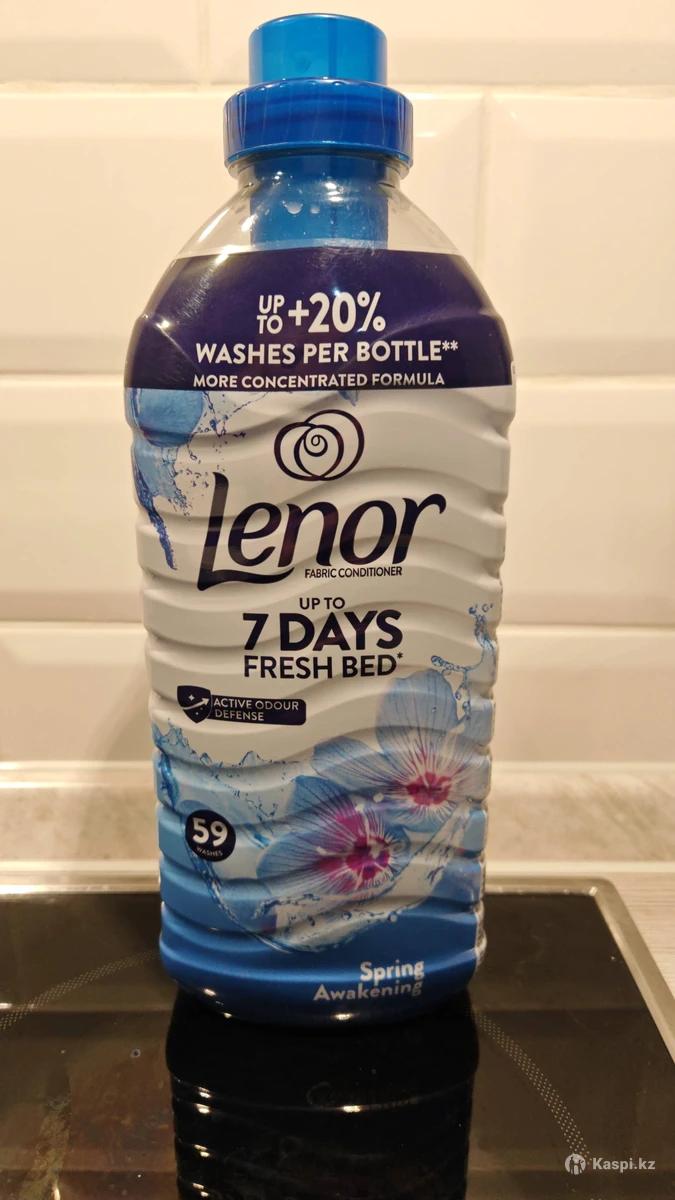 UP TO +20%
WASHES PER BOTTLE**
MORE CONCENTRATED FORMULA
Lenor
FABRIC CONDITIONER
UP TO
7 DAYS
FRESH BED*
ACTIVE ODOUR
DEFENSE
59
WASHES
Spring
Awakening
Kaspi.kz